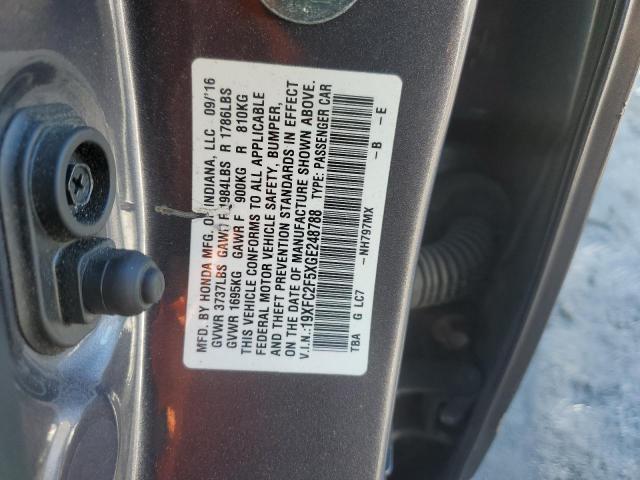 MFD. BY HONDA MFG. OF INDIANA, LLC 09/'16
GVWR 3737LBS GAWR F 1984LBS R 1786LBS
GVWR 1695KG GAWR F 900KG R 810KG
THIS VEHICLE CONFORMS TO ALL APPLICABLE
FEDERAL MOTOR VEHICLE SAFETY, BUMPER,
AND THEFT PREVENTION STANDARDS IN EFFECT
ON THE DATE OF MANUFACTURE SHOWN ABOVE.
V.I.N.:19XFC2F9XGE248788 TYPE: PASSENGER CAR
-NH797MX -B -E
TBA G LC7